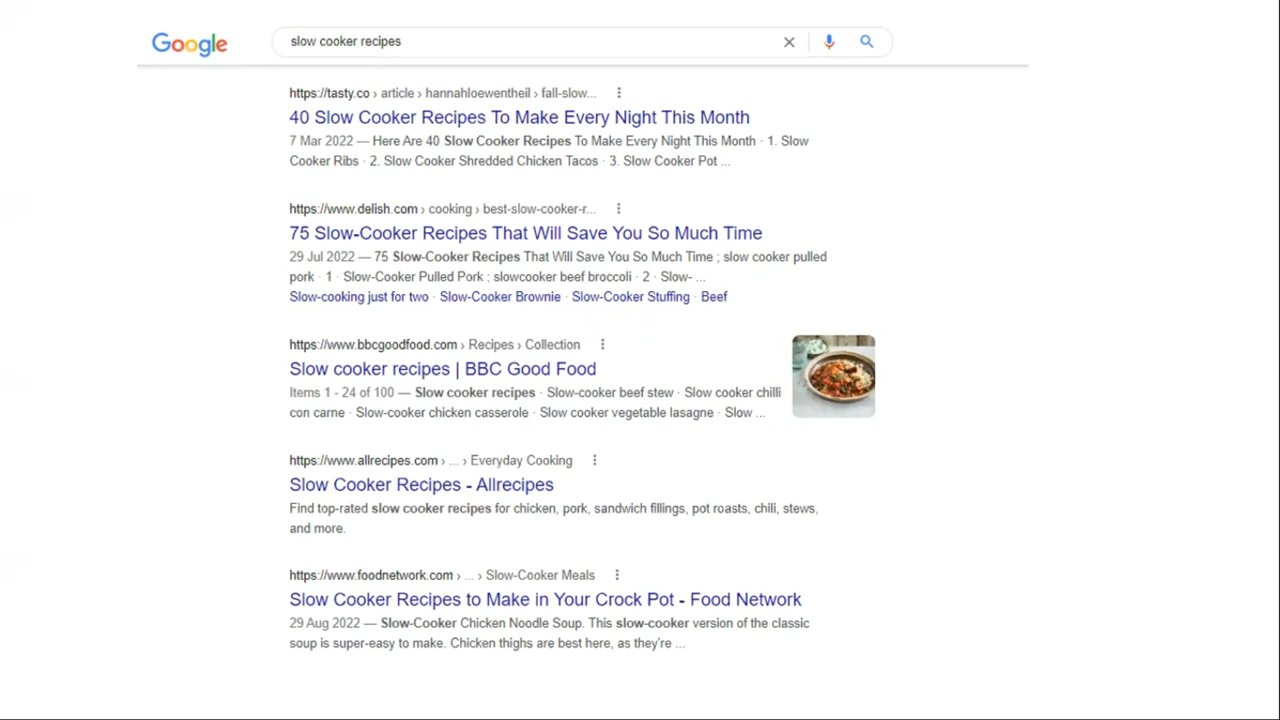 Google
slow cooker recipes
https://tasty.co › article › hannahloewentheil › fall-slow...
40 Slow Cooker Recipes To Make Every Night This Month
7 Mar 2022 — Here Are 40 Slow Cooker Recipes To Make Every Night This Month · 1. Slow
Cooker Ribs · 2. Slow Cooker Shredded Chicken Tacos · 3. Slow Cooker Pot ...
https://www.delish.com › cooking › best-slow-cooker-r...
75 Slow-Cooker Recipes That Will Save You So Much Time
29 Jul 2022 — 75 Slow-Cooker Recipes That Will Save You So Much Time ; slow cooker pulled
pork · 1 · Slow-Cooker Pulled Pork ; slowcooker beef broccoli · 2 · Slow- ...
Slow-cooking just for two · Slow-Cooker Brownie · Slow-Cooker Stuffing · Beef
https://www.bbcgoodfood.com › Recipes › Collection
Slow cooker recipes | BBC Good Food
Items 1 - 24 of 100 — Slow cooker recipes · Slow-cooker beef stew · Slow cooker chilli
con carne · Slow-cooker chicken casserole · Slow cooker vegetable lasagne · Slow ...
https://www.allrecipes.com › ... › Everyday Cooking
Slow Cooker Recipes - Allrecipes
Find top-rated slow cooker recipes for chicken, pork, sandwich fillings, pot roasts, chili, stews,
and more.
https://www.foodnetwork.com › ... › Slow-Cooker Meals
Slow Cooker Recipes to Make in Your Crock Pot - Food Network
29 Aug 2022 — Slow-Cooker Chicken Noodle Soup. This slow-cooker version of the classic
soup is super-easy to make. Chicken thighs are best here, as they're ...